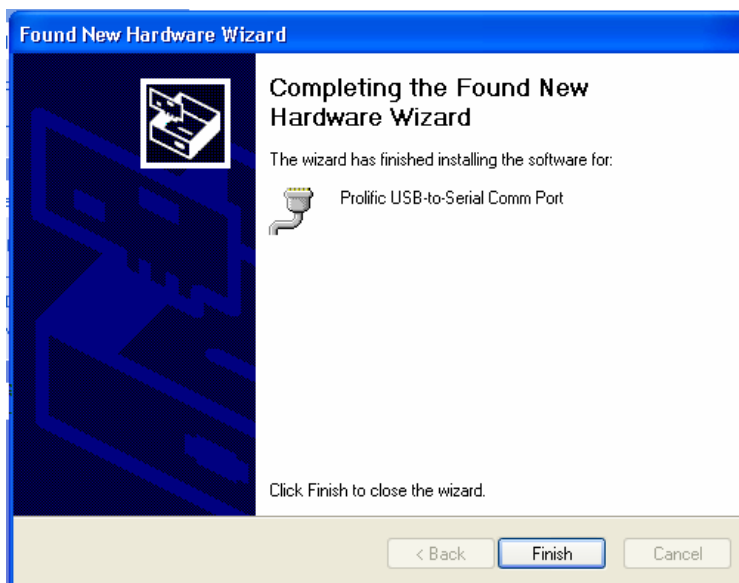 Found New Hardware Wizard
Completing the Found New
Hardware Wizard
The wizard has finished installing the software for:
Prolific USB-to-Serial Comm Port
Click Finish to close the wizard.
< Back
Finish
Cancel